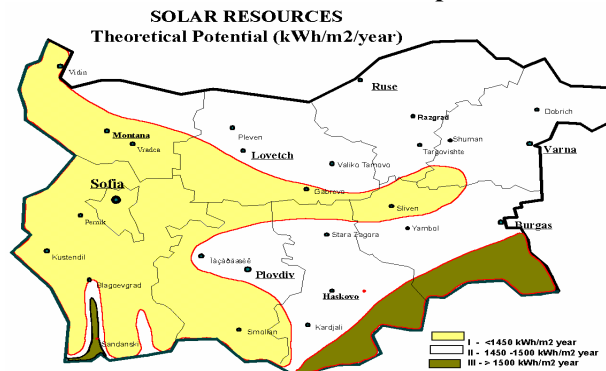 SOLAR RESOURCES
Theoretical Potential (kWh/m2/year)
Vidin
Ruse
Dobrich
Razgrad
Montana
Pleven
Shuman
Vratca
Lovetch
Targovishte
Varna
Valiko Tarnovo
Sofia
Gabrevo
Sliven
Pernik
Burgas
Yambol
Stara Zagora
Kustendil
Ïàçàðäæèê
Plovdiv
Blagoevgrad
Haskovo
Kardjali
Smolian
Sandanski
I - <1450 kWh/m2 year
II - 1450 -1500 kWh/m2 year
III - > 1500 kWh/m2 year